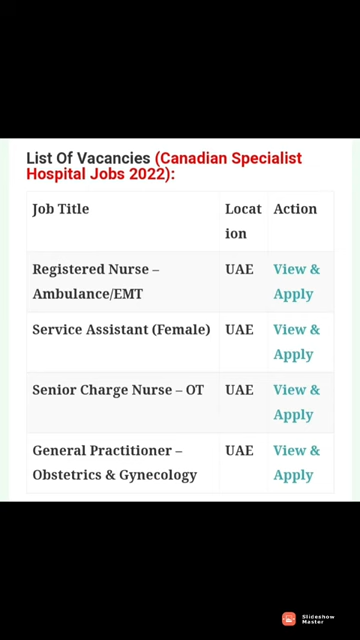 List Of Vacancies (Canadian Specialist
Hospital Jobs 2022):
Job Title Locat Action
ion
Registered Nurse – UAE View &
Ambulance/EMT Apply
Service Assistant (Female) UAE View &
Apply
Senior Charge Nurse – OT UAE View &
Apply
General Practitioner – UAE View &
Obstetrics & Gynecology Apply
Slideshow
Master